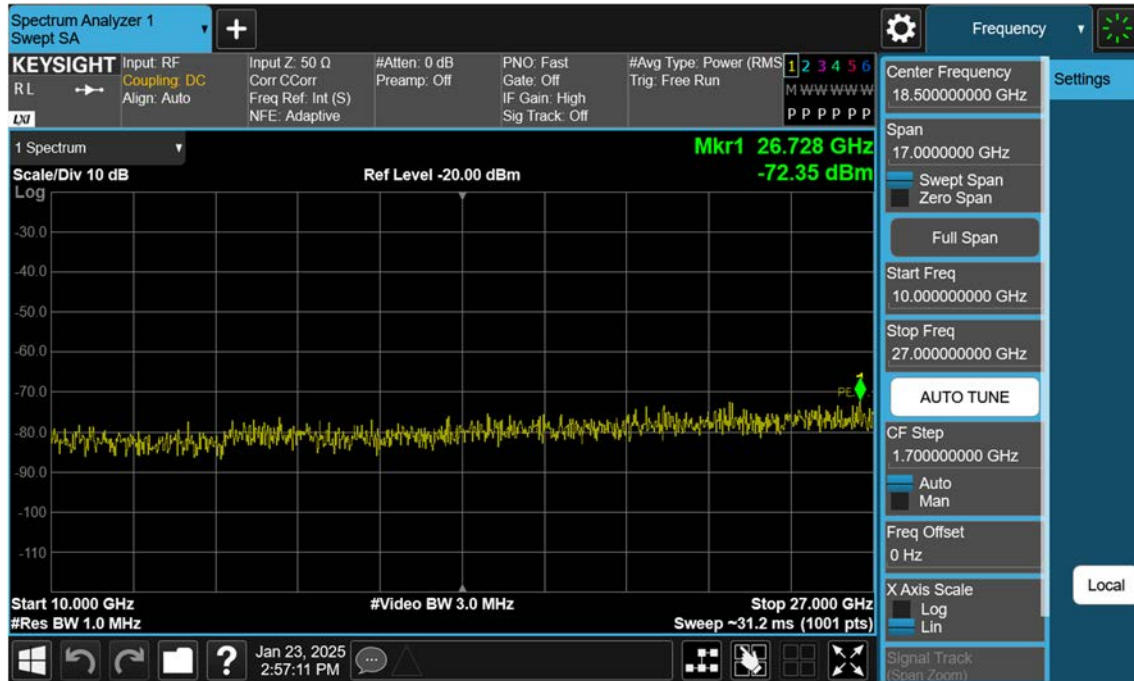 Spectrum Analyzer 1
Swept SA
+
Frequency
KEYSIGHT
RL
LXI
Input: RF
Coupling: DC
Align: Auto
Input Z: 50 Ω
Corr CCorr
Freq Ref: Int (S)
NFE: Adaptive
#Atten: 0 dB
Preamp: Off
PNO: Fast
Gate: Off
IF Gain: High
Sig Track: Off
#Avg Type: Power (RMS
Trig: Free Run
1 2 3 4 5 6
M W W W W W
P P P P P P
1 Spectrum
Mkr1 26.728 GHz
-72.35 dBm
Scale/Div 10 dB
Ref Level -20.00 dBm
Log
-30.0
-40.0
-50.0
-60.0
-70.0
-80.0
-90.0
-100
-110
1
Start 10.000 GHz
#Video BW 3.0 MHz
Stop 27.000 GHz
#Res BW 1.0 MHz
Sweep ~31.2 ms (1001 pts)
Center Frequency
18.500000000 GHz
Span
17.0000000 GHz
Swept Span
Zero Span
Full Span
Start Freq
10.000000000 GHz
Stop Freq
27.000000000 GHz
AUTO TUNE
CF Step
1.700000000 GHz
Auto
Man
Freq Offset
0 Hz
X Axis Scale
Log
Lin
Signal Track
(Span Zoom)
Settings
Local
?
Jan 23, 2025
2:57:11 PM